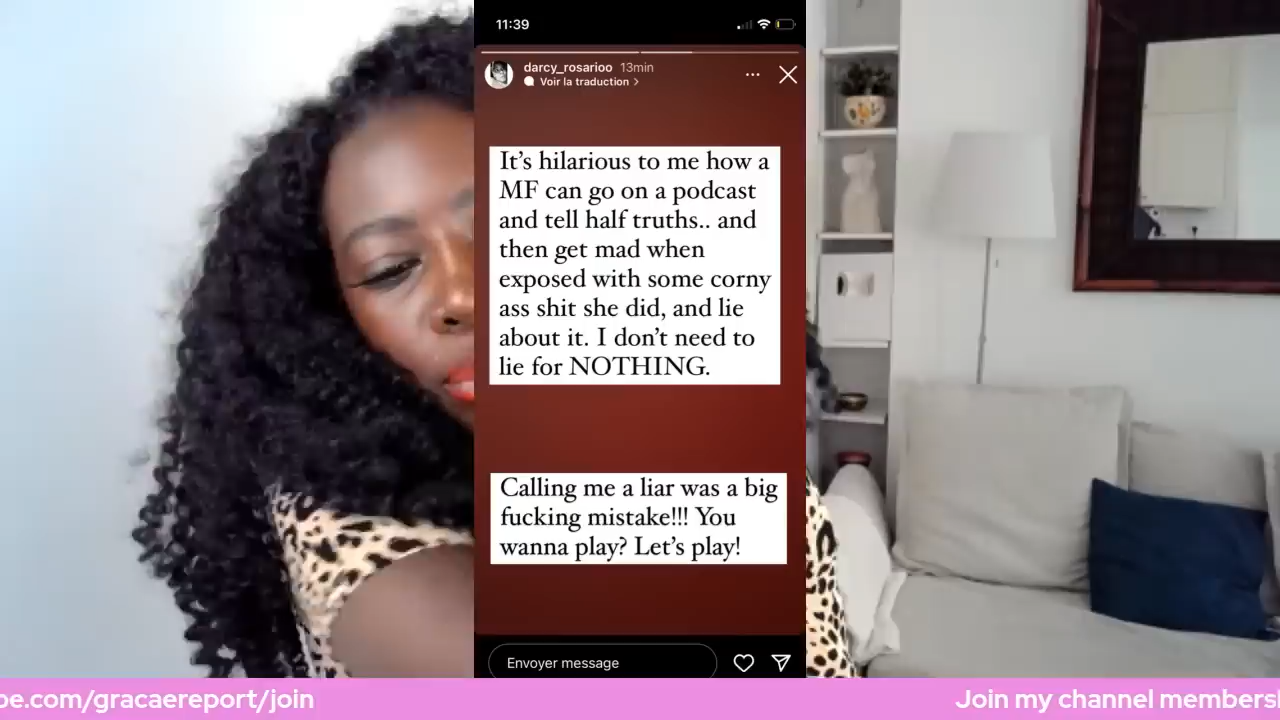 11:39
darcy_rosarioo 13min
Voir la traduction >
It's hilarious to me how a
MF can go on a podcast
and tell half truths.. and
then get mad when
exposed with some corny
ass shit she did, and lie
about it. I don't need to
lie for NOTHING.
Calling me a liar was a big
fucking mistake!!! You
wanna play? Let's play!
Envoyer message
be.com/gracaereport/join
Join my channel members